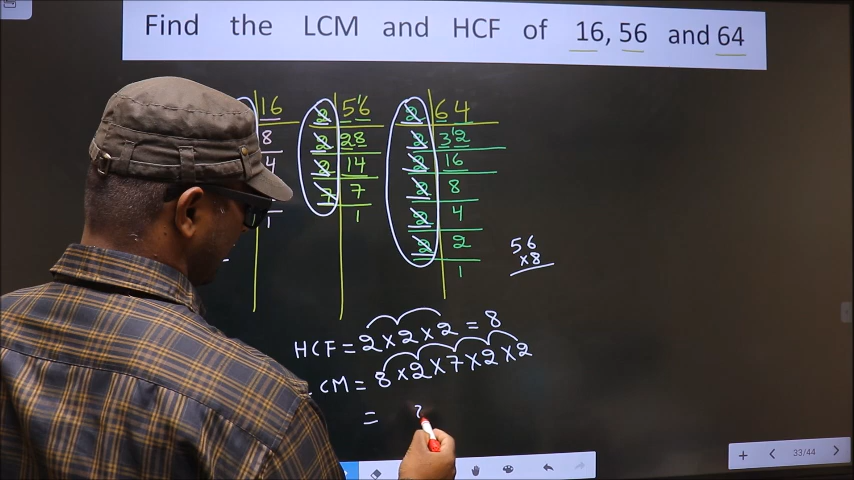 Find the LCM and HCF of 16, 56 and 64
16 2 56 2 64
8 2 28 2 32
4 2 14 2 16
7 7 2 8
1 1 2 4
2 2
1
56
×8
HCF = 2 × 2 × 2 = 8
CM = 8 × 2 × 7 × 2 × 2
=
33/44